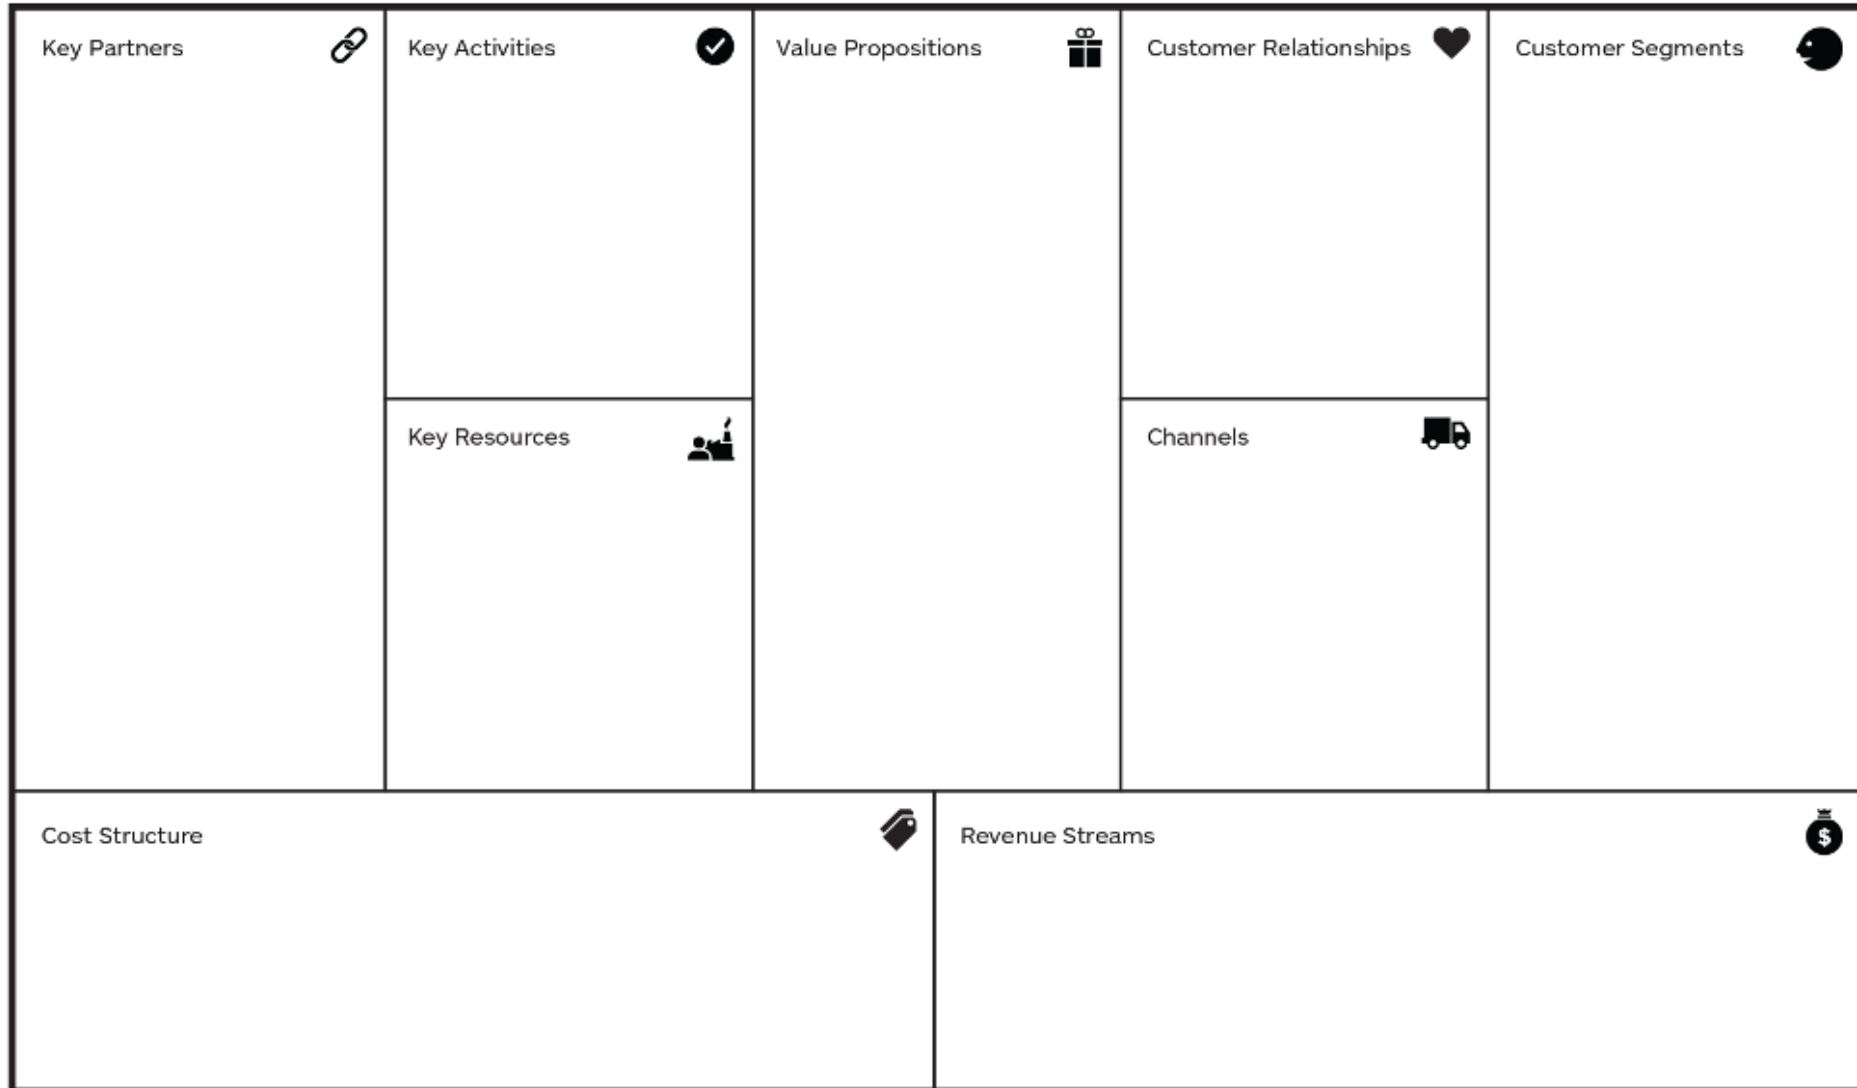 Key Partners
Key Activities
Value Propositions
Customer Relationships
Customer Segments
Key Resources
Channels
Cost Structure
Revenue Streams
$